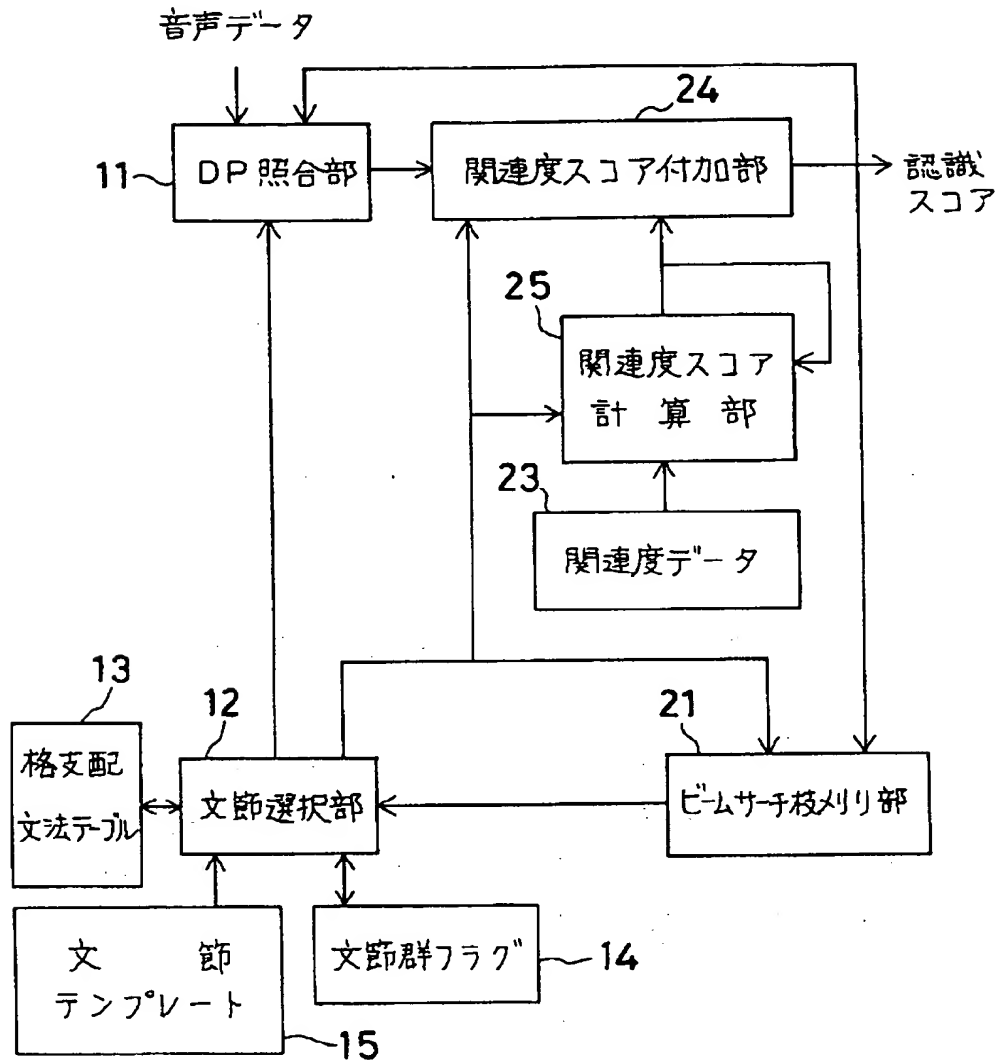 音声データ
24
11
DP照合部
関連度スコア付加部
認識
スコア
25
関連度スコア
計算部
23
関連度データ
13
12
21
格支配
文法テーブル
文節選択部
ビームサーチ枝刈り部
文節
テンプレート
文節群フラグ
14
15